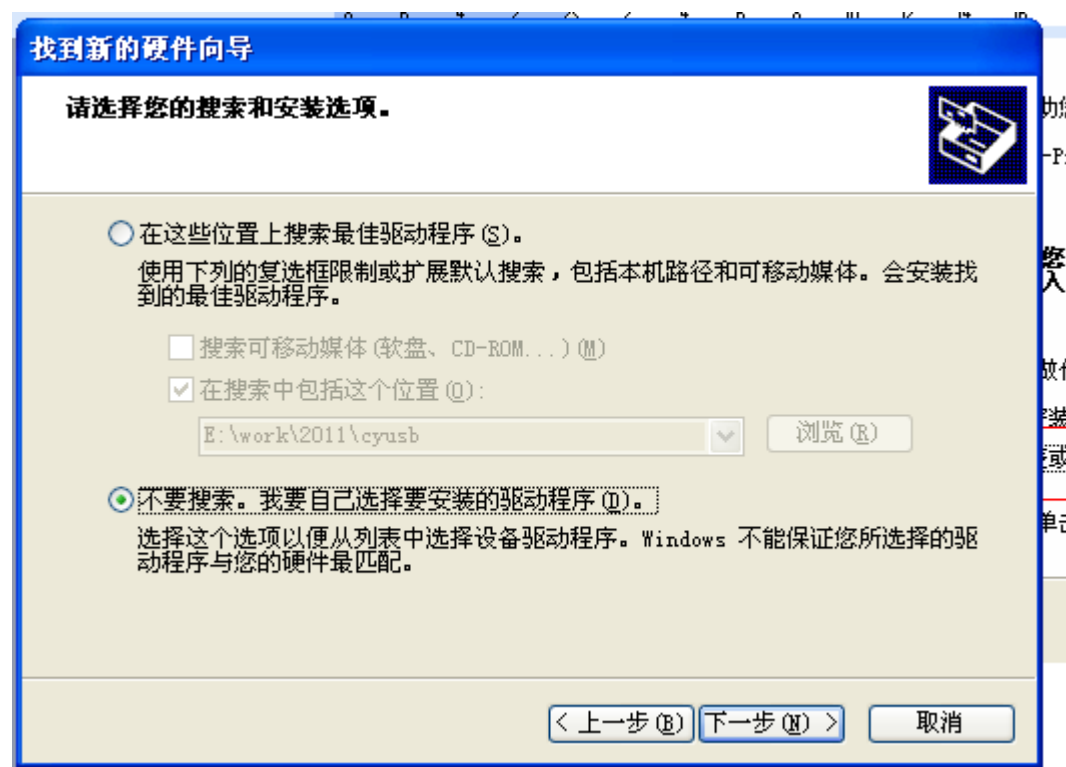 找到新的硬件向导
请选择您的搜索和安装选项。
在这些位置上搜索最佳驱动程序(S)。
使用下列的复选框限制或扩展默认搜索，包括本机路径和可移动媒体。会安装找
到的最佳驱动程序。
搜索可移动媒体(软盘、CD-ROM...)(M)
在搜索中包括这个位置(O):
E:\work\2011\cyusb
浏览(R)
不要搜索。我要自己选择要安装的驱动程序(D)。
选择这个选项以便从列表中选择设备驱动程序。Windows 不能保证您所选择的驱
动程序与您的硬件最匹配。
< 上一步(B)
下一步(N) >
取消
您
入